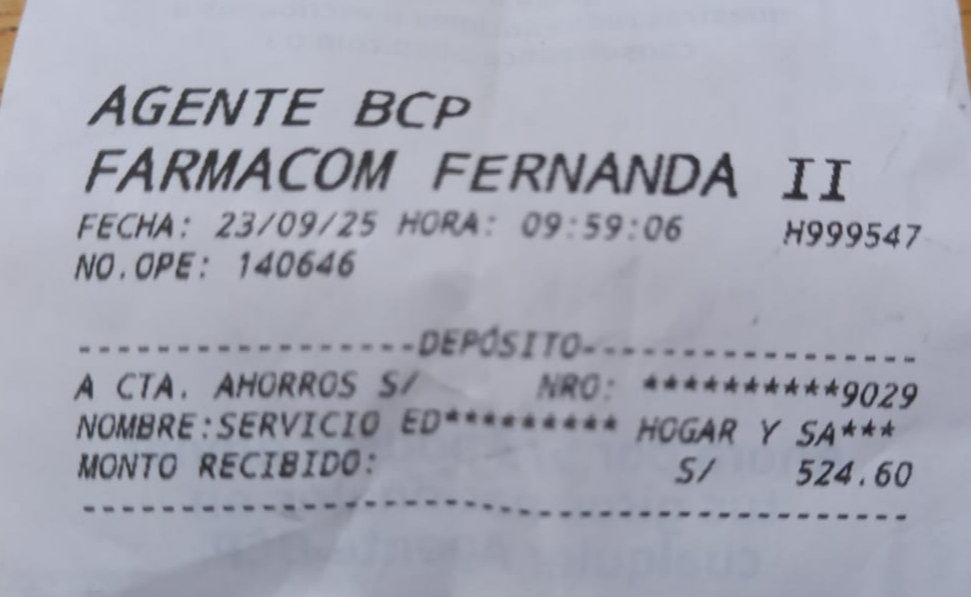 AGENTE BCP
FARMACOM FERNANDA II
FECHA: 23/09/25 HORA: 09:59:06 H999547
NO.OPE: 140646
-----------------DEPÓSITO-----------------
A CTA. AHORROS S/ NRO: **********9029
NOMBRE:SERVICIO ED********* HOGAR Y SA***
MONTO RECIBIDO: S/ 524.60
------------------------------------------